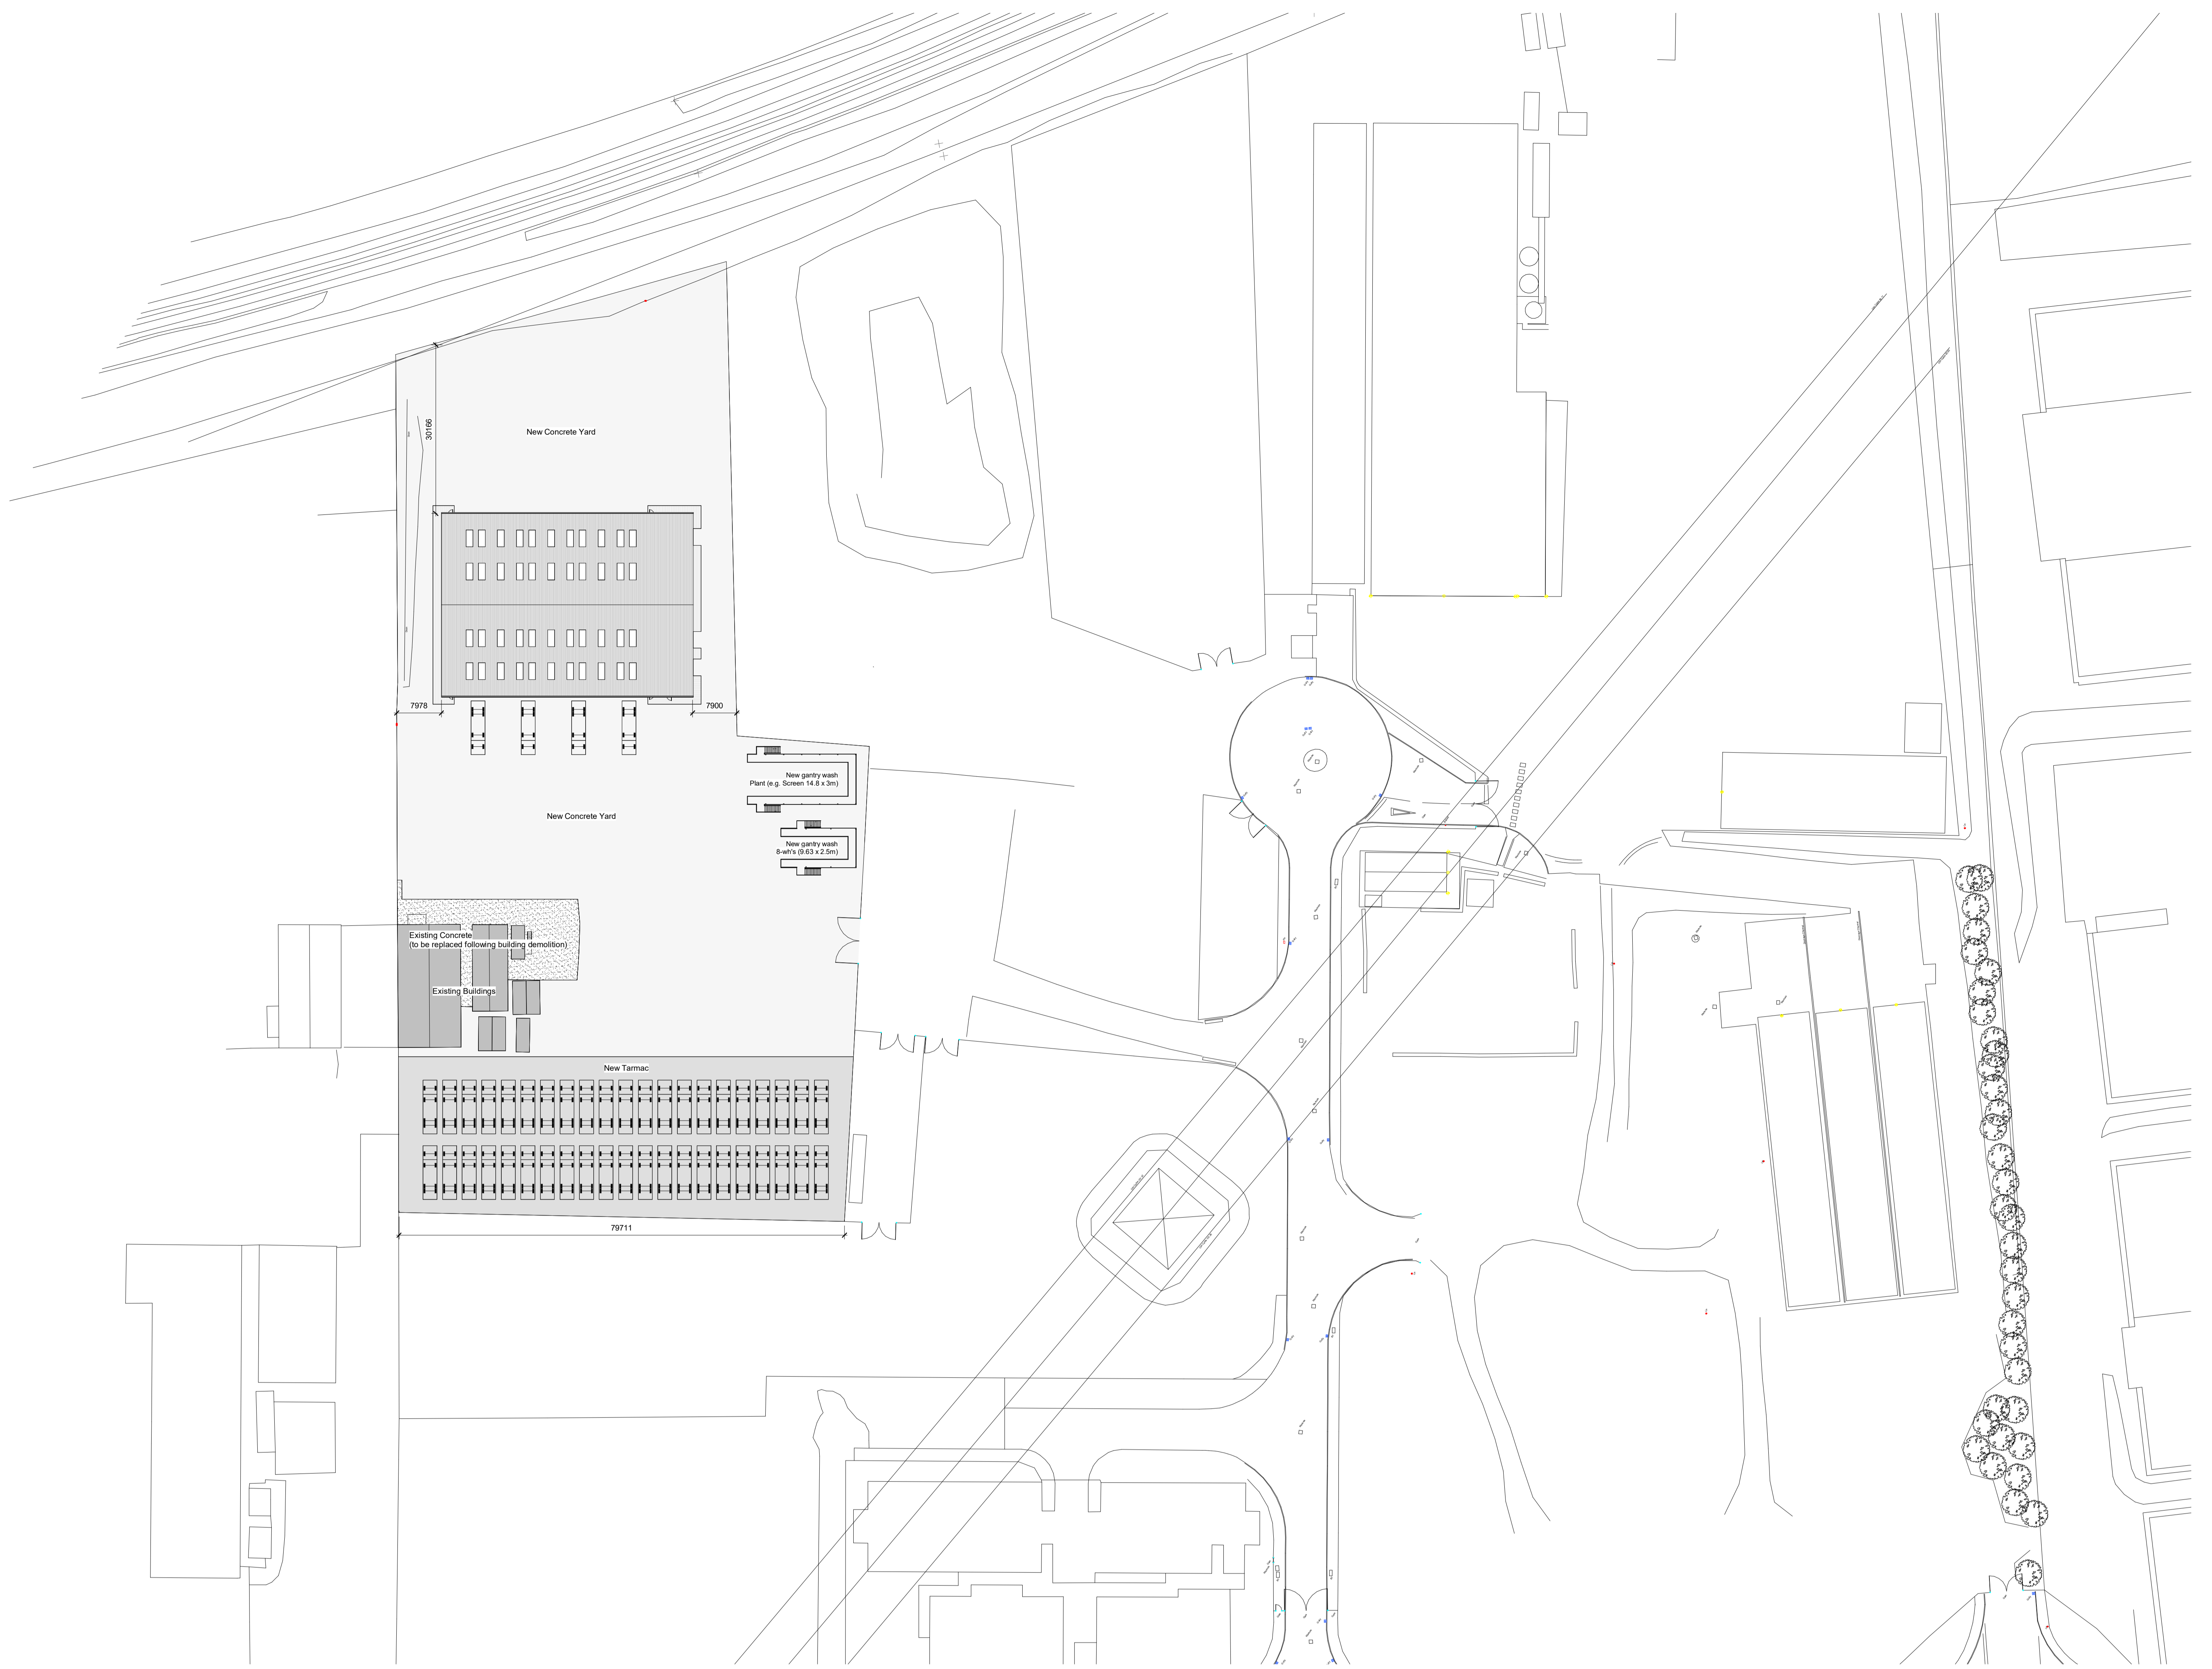 New Concrete Yard
30166
7978
7900
New gantry wash
Plant (e.g. Screen 14.8 x 3m)
New Concrete Yard
New gantry wash
8-wh's (9.63 x 2.5m)
Existing Concrete
(to be replaced following building demolition)
Existing Buildings
New Tarmac
79711